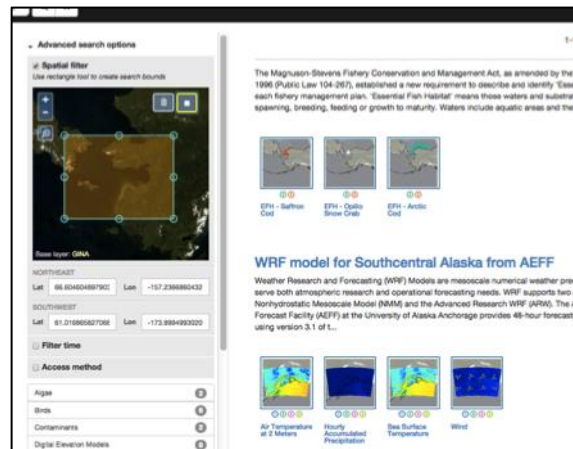 Advanced search options
Spatial filter
Use rectangle tool to create search bounds
Base layer: GINA
NORTHEAST
Lat Lon -157.2366860432
SOUTHWEST
Lat Lon
Filter time
Access method
Algae
Birds
Contaminants
Digital Elevation Models
The Magnuson-Stevens Fishery Conservation and Management Act, as amended by the
1996 (Public Law 104-267), established a new requirement to describe and identify 'Esse
each fishery management plan. 'Essential Fish Habitat' means those waters and substrat
spawning, breeding, feeding or growth to maturity. Waters include aquatic areas and the
EFH - Saffron
Cod
EFH - Opilio
Snow Crab
EFH - Arctic
Cod
WRF model for Southcentral Alaska from AEFF
Weather Research and Forecasting (WRF) Models are mesoscale numerical weather pre
serve both atmospheric research and operational forecasting needs. WRF supports two
Nonhydrostatic Mesoscale Model (NMM) and the Advanced Research WRF (ARW). The A
Forecast Facility (AEFF) at the University of Alaska Anchorage provides 48-hour forecast
using version 3.1 of t...
Air Temperature
at 2 Meters
Hourly
Accumulated
Precipitation
Sea Surface
Temperature
Wind